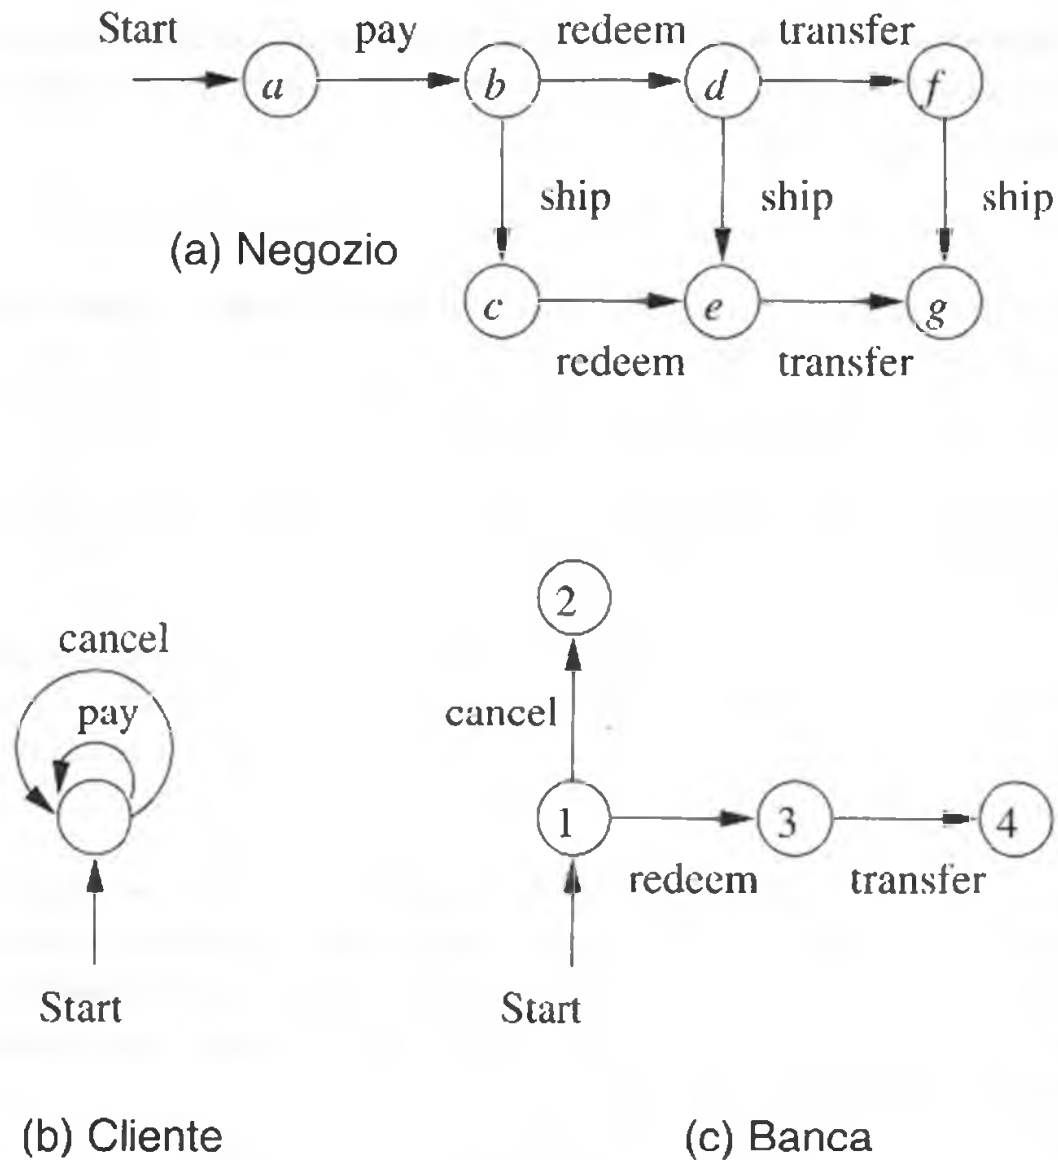 Start pay redeem transfer
a b d f
ship ship ship
(a) Negozio
c e g
redeem transfer
2
cancel
pay
cancel
1 3 4
redeem transfer
Start
Start
(b) Cliente
(c) Banca